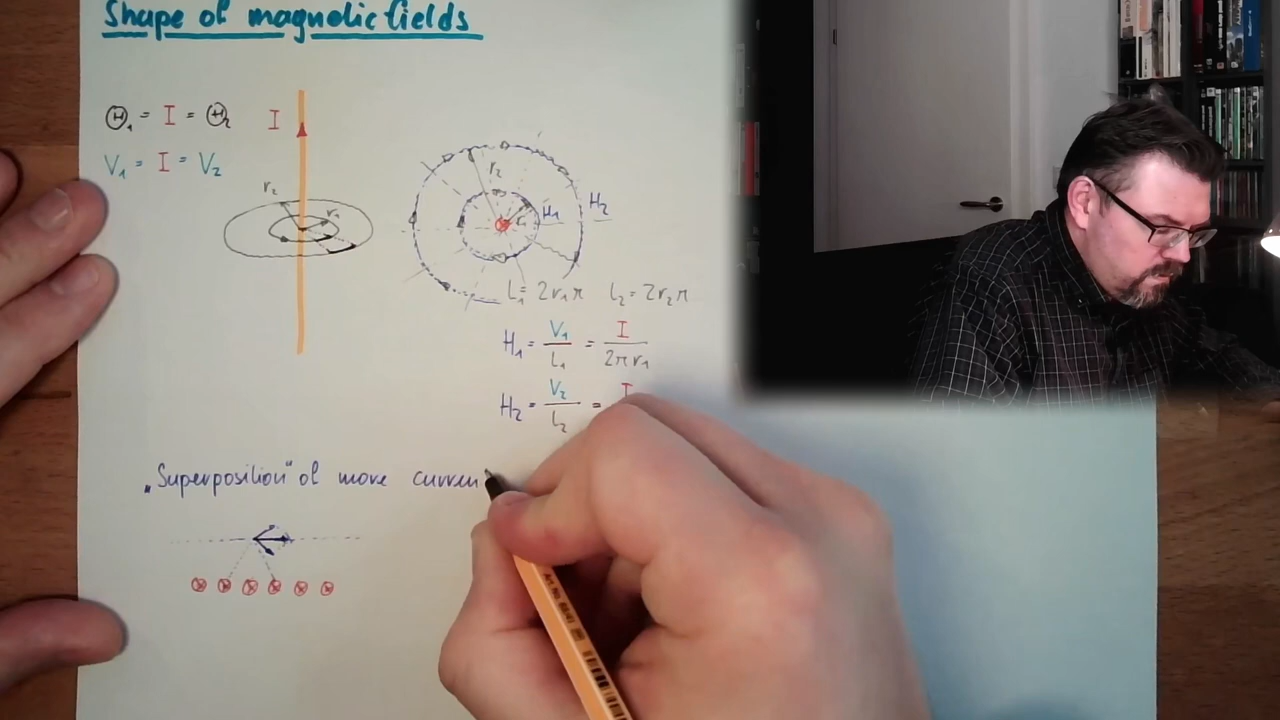 Shape of magnetic fields
Θ₁ = I = Θ₂
I
V₁ = I = V₂
r₂
r₁
r₂
r₁
H₁
H₂
l₁ = 2r₁π   l₂ = 2r₂π
H₁ = V₁/l₁ = I/2πr₁
H₂ = V₂/l₂ = I
„Superposition" of more curren